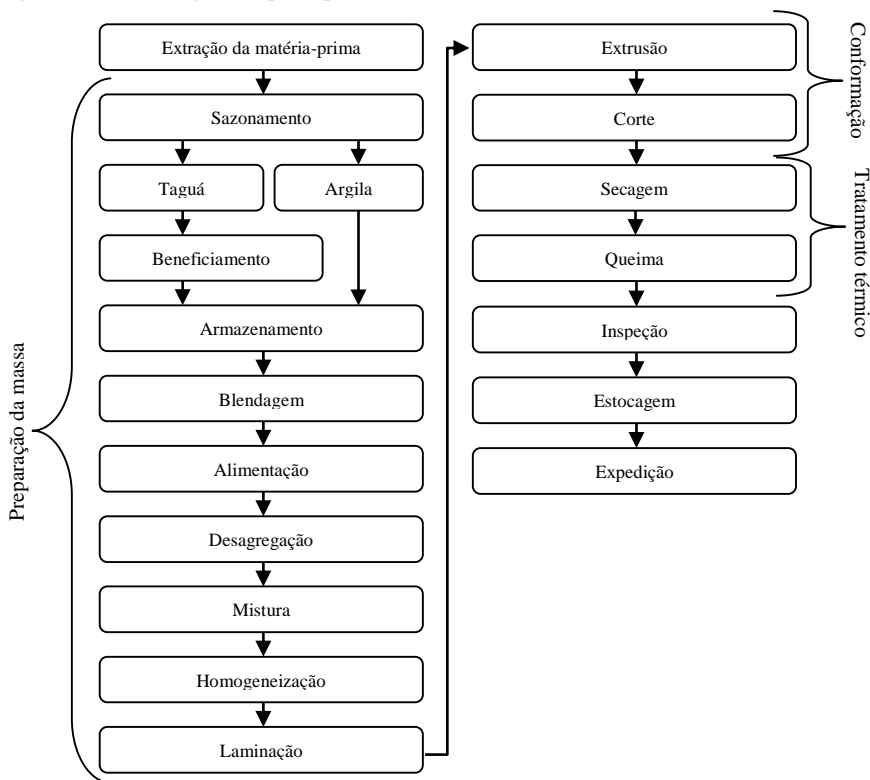 Extração da matéria-prima
Sazonamento
Taguá
Argila
Beneficiamento
Armazenamento
Blendagem
Alimentação
Desagregação
Mistura
Homogeneização
Laminação
Preparação da massa
Extrusão
Corte
Secagem
Queima
Inspeção
Estocagem
Expedição
Conformação
Tratamento térmico